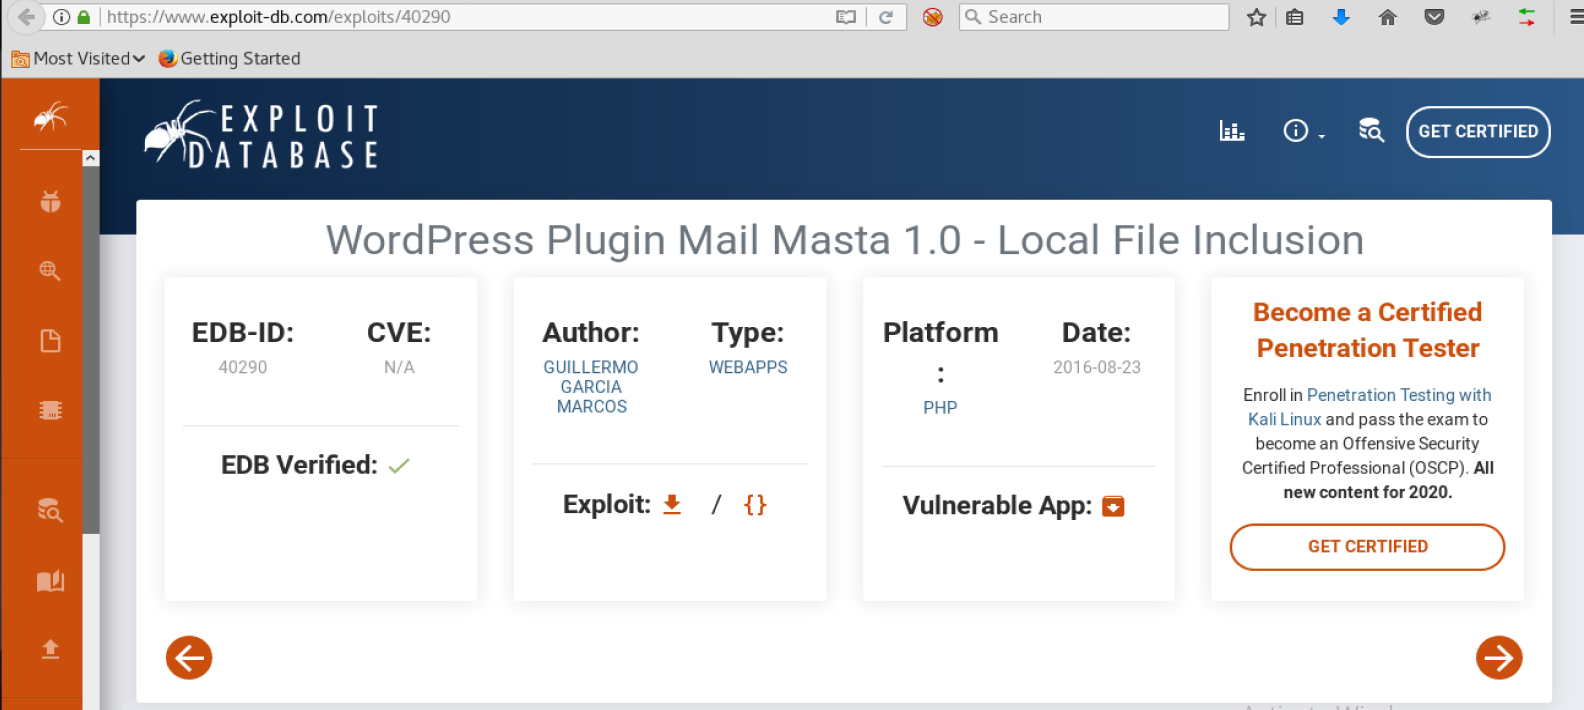 https://www.exploit-db.com/exploits/40290
Search
Most Visited
Getting Started
EXPLOIT
DATABASE
GET CERTIFIED
WordPress Plugin Mail Masta 1.0 - Local File Inclusion
EDB-ID:
40290
CVE:
N/A
EDB Verified:
Author:
GUILLERMO
GARCIA
MARCOS
Type:
WEBAPPS
Exploit: / {}
Platform
:
PHP
Date:
2016-08-23
Vulnerable App:
Become a Certified
Penetration Tester
Enroll in Penetration Testing with
Kali Linux and pass the exam to
become an Offensive Security
Certified Professional (OSCP). All
new content for 2020.
GET CERTIFIED